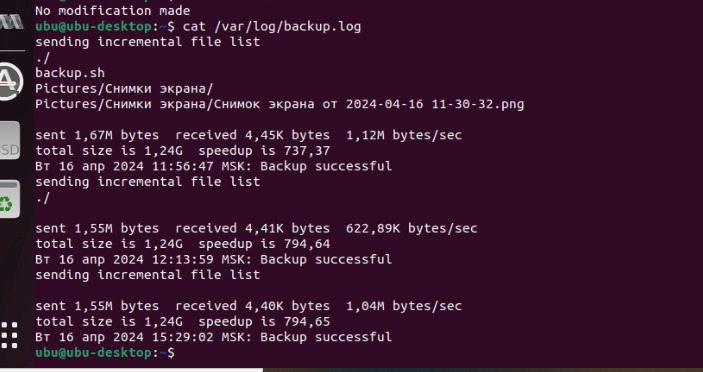 No modification made
ubu@ubu-desktop:~$ cat /var/log/backup.log
sending incremental file list
./
backup.sh
Pictures/Снимки экрана/
Pictures/Снимки экрана/Снимок экрана от 2024-04-16 11-30-32.png

sent 1,67M bytes  received 4,45K bytes  1,12M bytes/sec
total size is 1,24G  speedup is 737,37
Вт 16 апр 2024 11:56:47 MSK: Backup successful
sending incremental file list
./

sent 1,55M bytes  received 4,41K bytes  622,89K bytes/sec
total size is 1,24G  speedup is 794,64
Вт 16 апр 2024 12:13:59 MSK: Backup successful
sending incremental file list

sent 1,55M bytes  received 4,40K bytes  1,04M bytes/sec
total size is 1,24G  speedup is 794,65
Вт 16 апр 2024 15:29:02 MSK: Backup successful
ubu@ubu-desktop:~$
SD